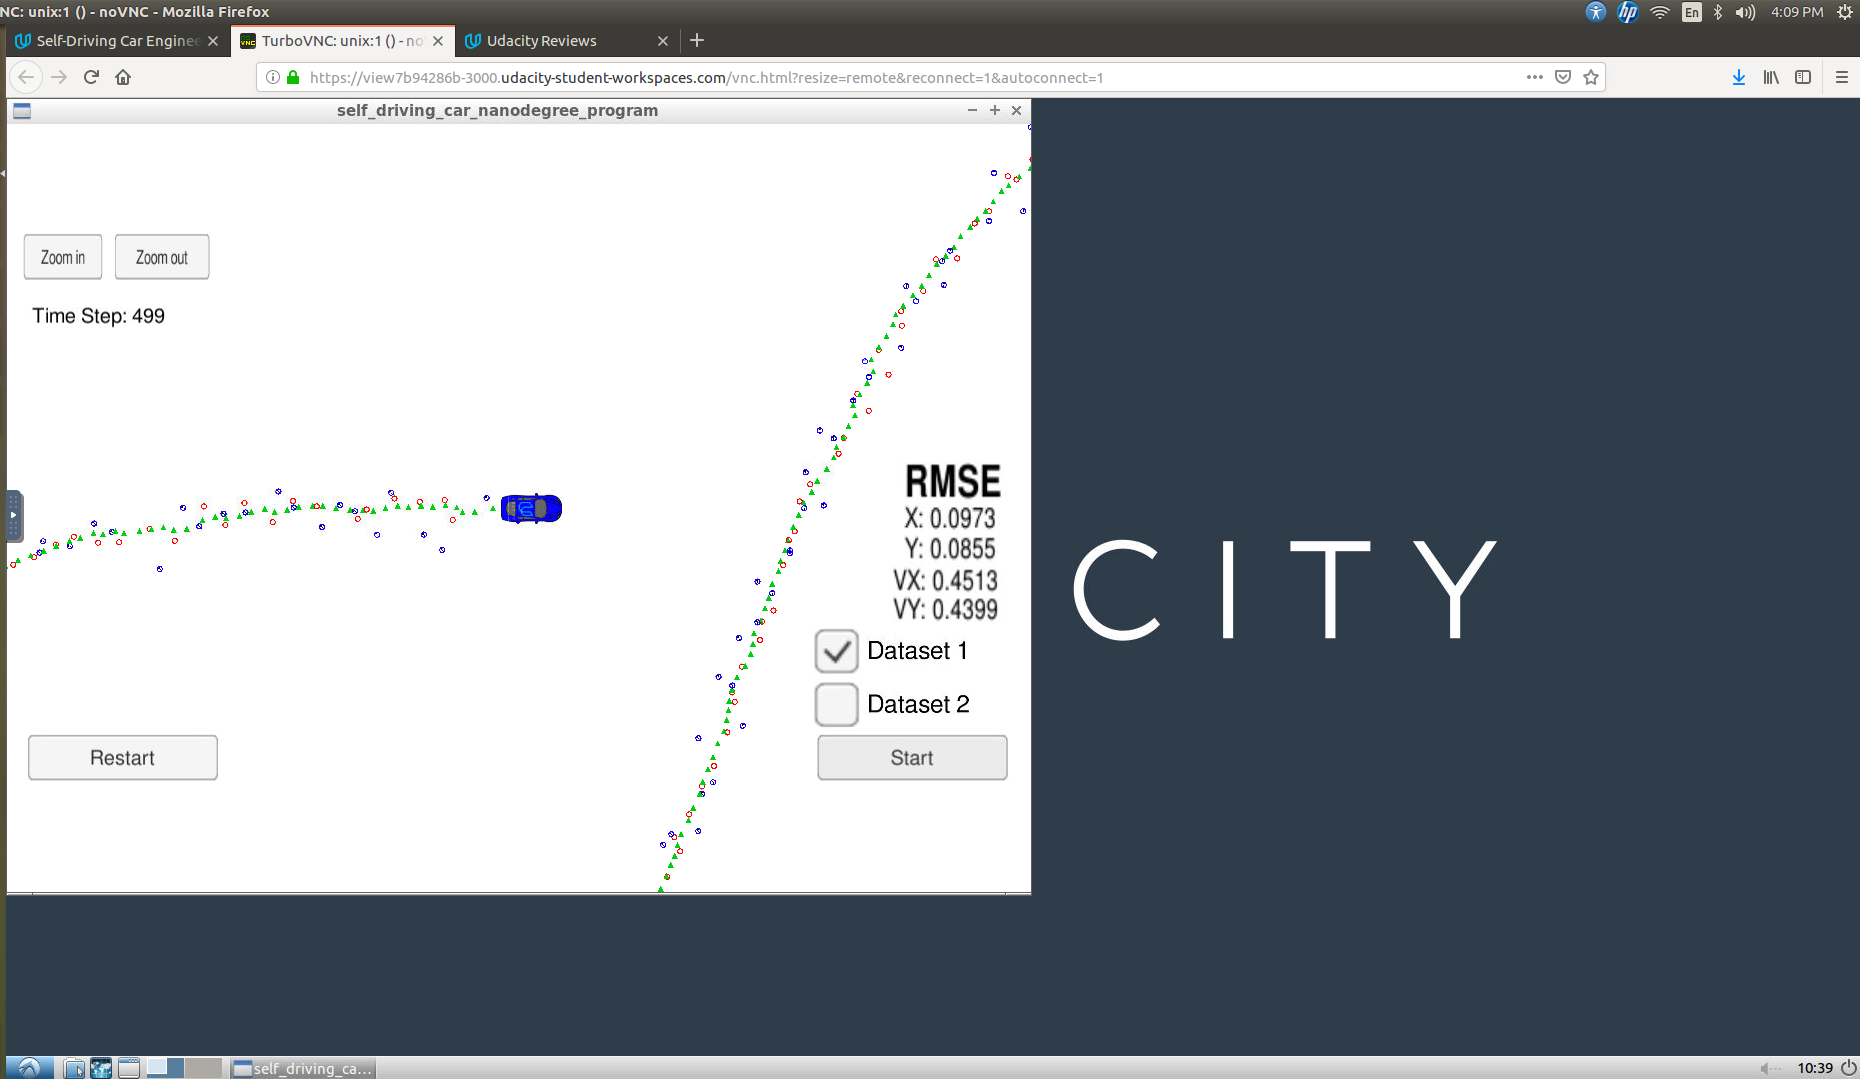 NC: unix:1 () - noVNC - Mozilla Firefox
En
4:09 PM
Self-Driving Car Enginee
TurboVNC: unix:1 () - no
Udacity Reviews
https://view7b94286b-3000.udacity-student-workspaces.com/vnc.html?resize=remote&reconnect=1&autoconnect=1
self_driving_car_nanodegree_program
Zoom in
Zoom out
Time Step: 499
RMSE
X: 0.0973
Y: 0.0855
VX: 0.4513
VY: 0.4399
Dataset 1
Dataset 2
Restart
Start
CITY
self_driving_ca...
10:39